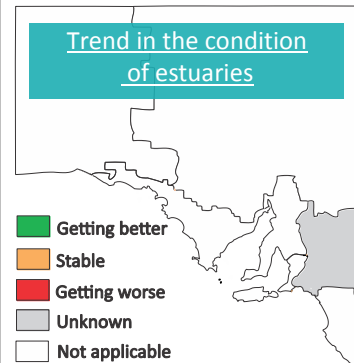 Trend in the condition
of estuaries
Getting better
Stable
Getting worse
Unknown
Not applicable